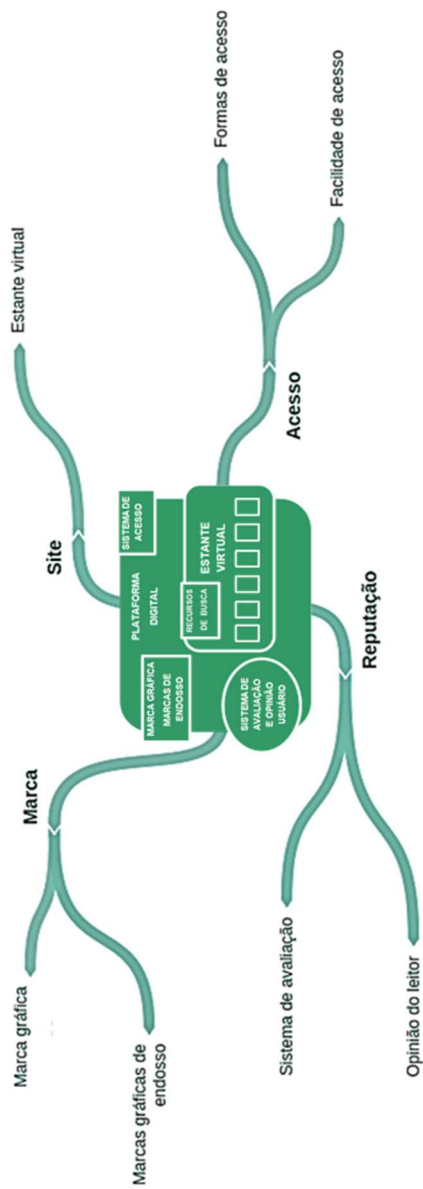 Marca gráfica
Marcas gráficas de
endosso
Marca
Site
Estante virtual
PLATAFORMA
DIGITAL
SISTEMA DE
ACESSO
MARCA GRÁFICA
MARCAS DE
ENDOSSO
RECURSOS
DE BUSCA
ESTANTE
VIRTUAL
SISTEMA DE
AVALIAÇÃO
E OPINIÃO
USUÁRIO
Acesso
Formas de acesso
Facilidade de acesso
Reputação
Sistema de avaliação
Opinião do leitor